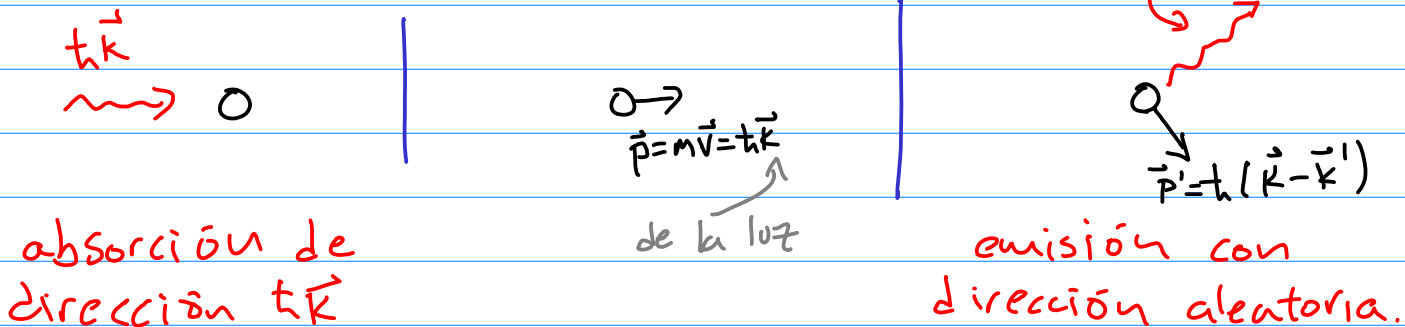 ℏk⃗
p⃗=mv⃗=ℏk⃗
de la luz
p⃗'=ℏ(k⃗-k⃗')
absorción de
dirección ℏk⃗
emisión con
dirección aleatoria.